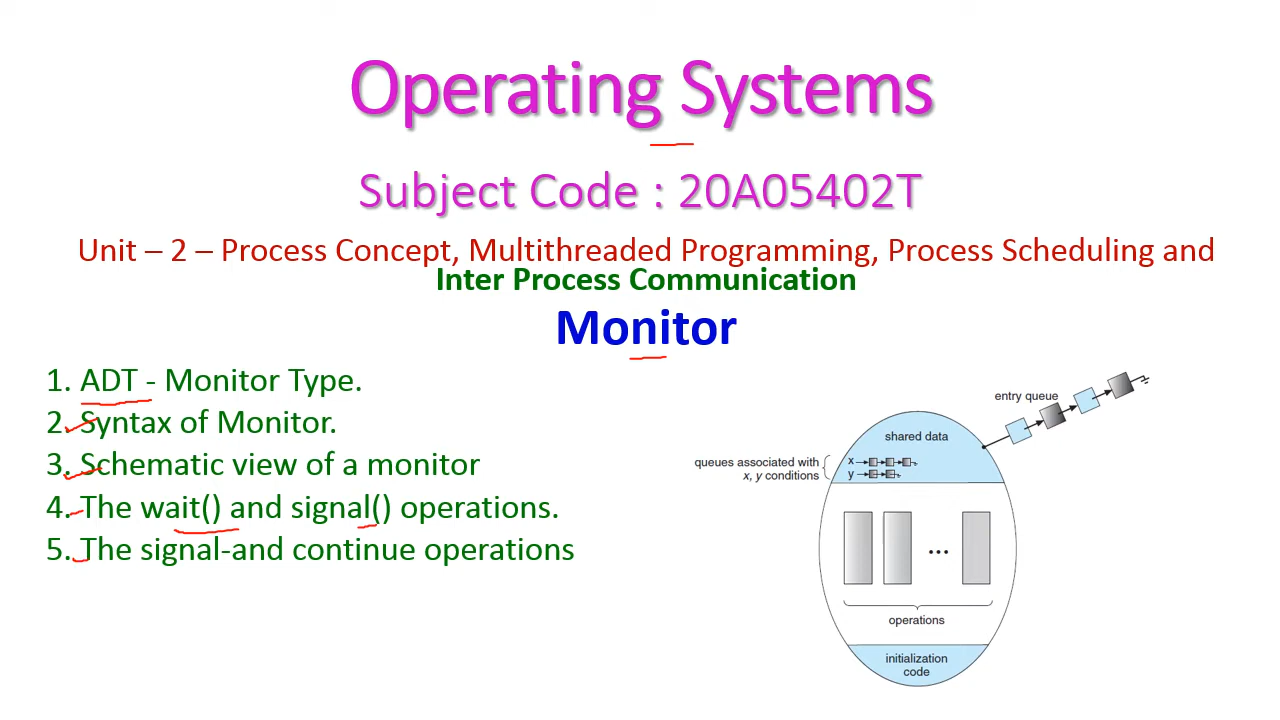 Operating Systems
Subject Code : 20A05402T
Unit – 2 – Process Concept, Multithreaded Programming, Process Scheduling and
Inter Process Communication
Monitor
1. ADT - Monitor Type.
2. Syntax of Monitor.
3. Schematic view of a monitor
4. The wait() and signal() operations.
5. The signal-and continue operations
entry queue
shared data
queues associated with
x, y conditions
x
y
...
operations
initialization
code